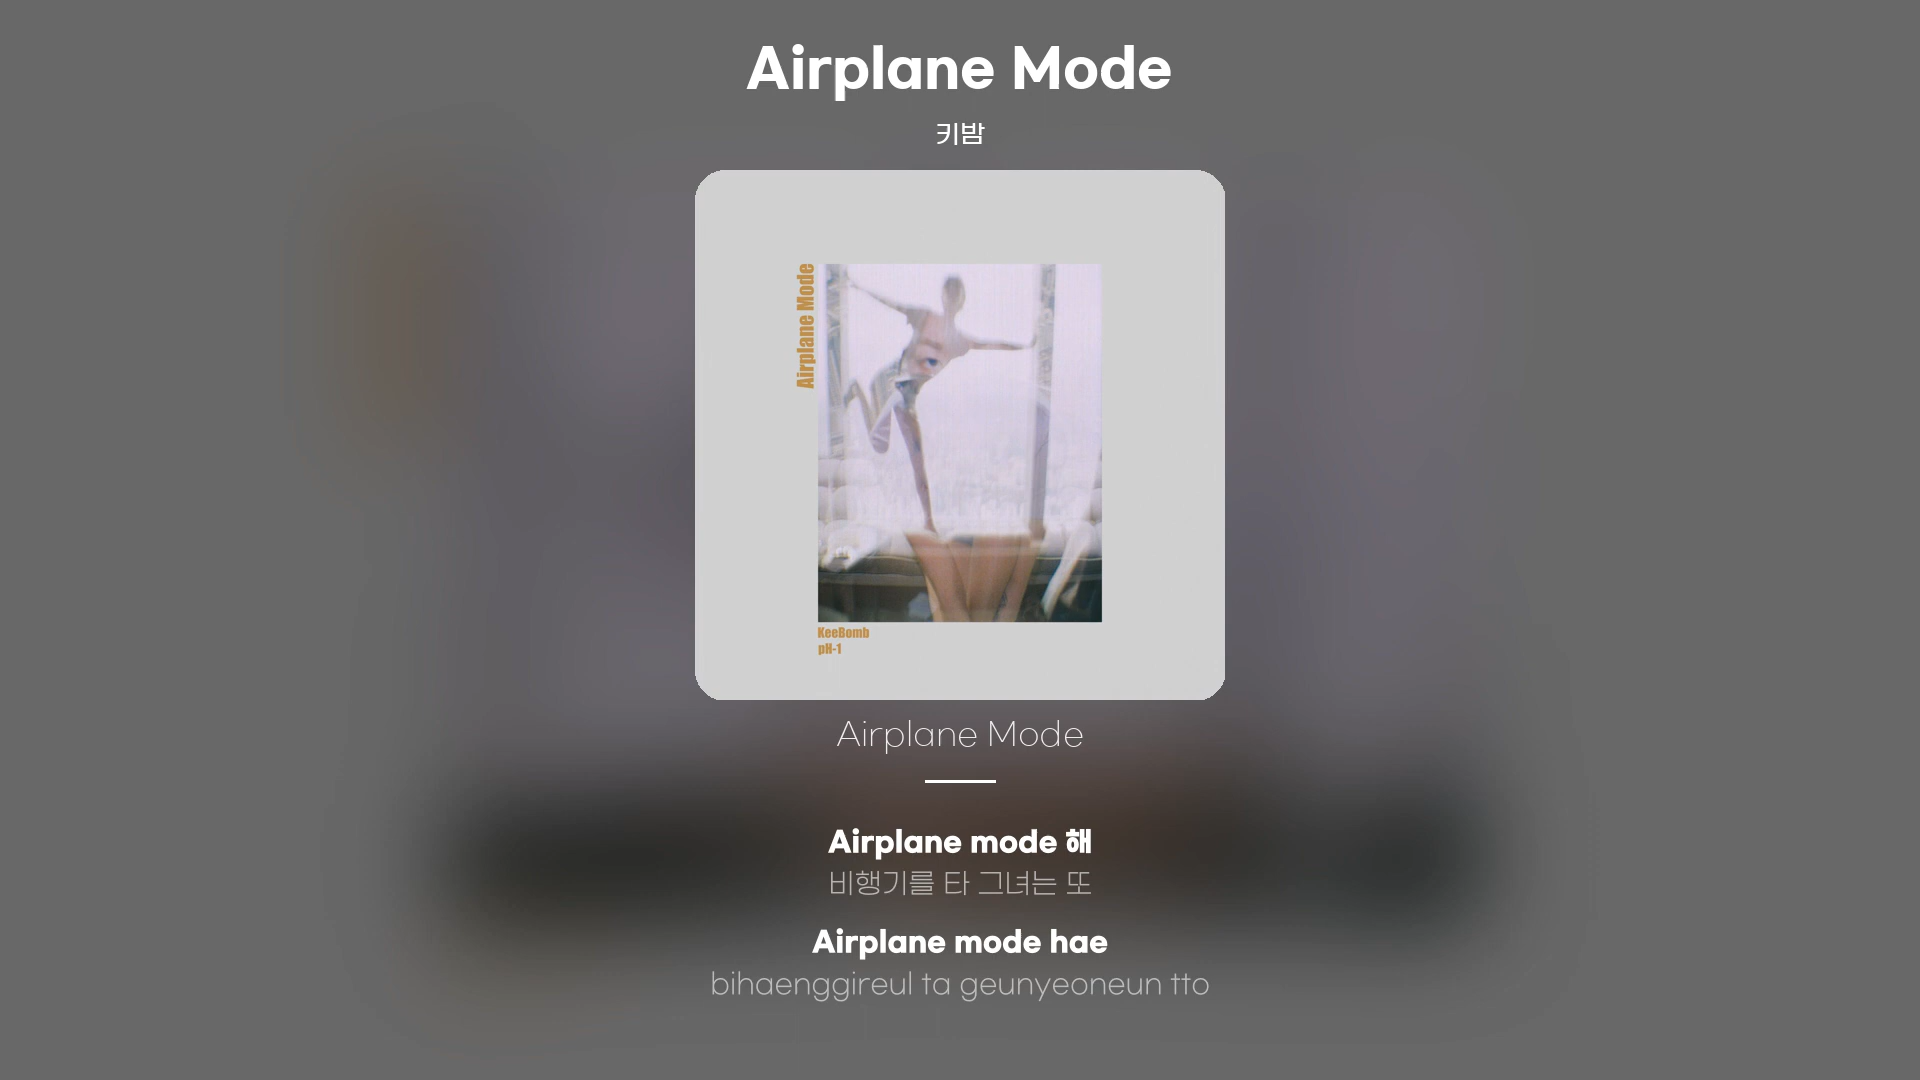 Airplane Mode
키밤
Airplane Mode
KeeBomb
pH-1
Airplane Mode
Airplane mode 해
비행기를 타 그녀는 또
Airplane mode hae
bihaenggireul ta geunyeoneun tto